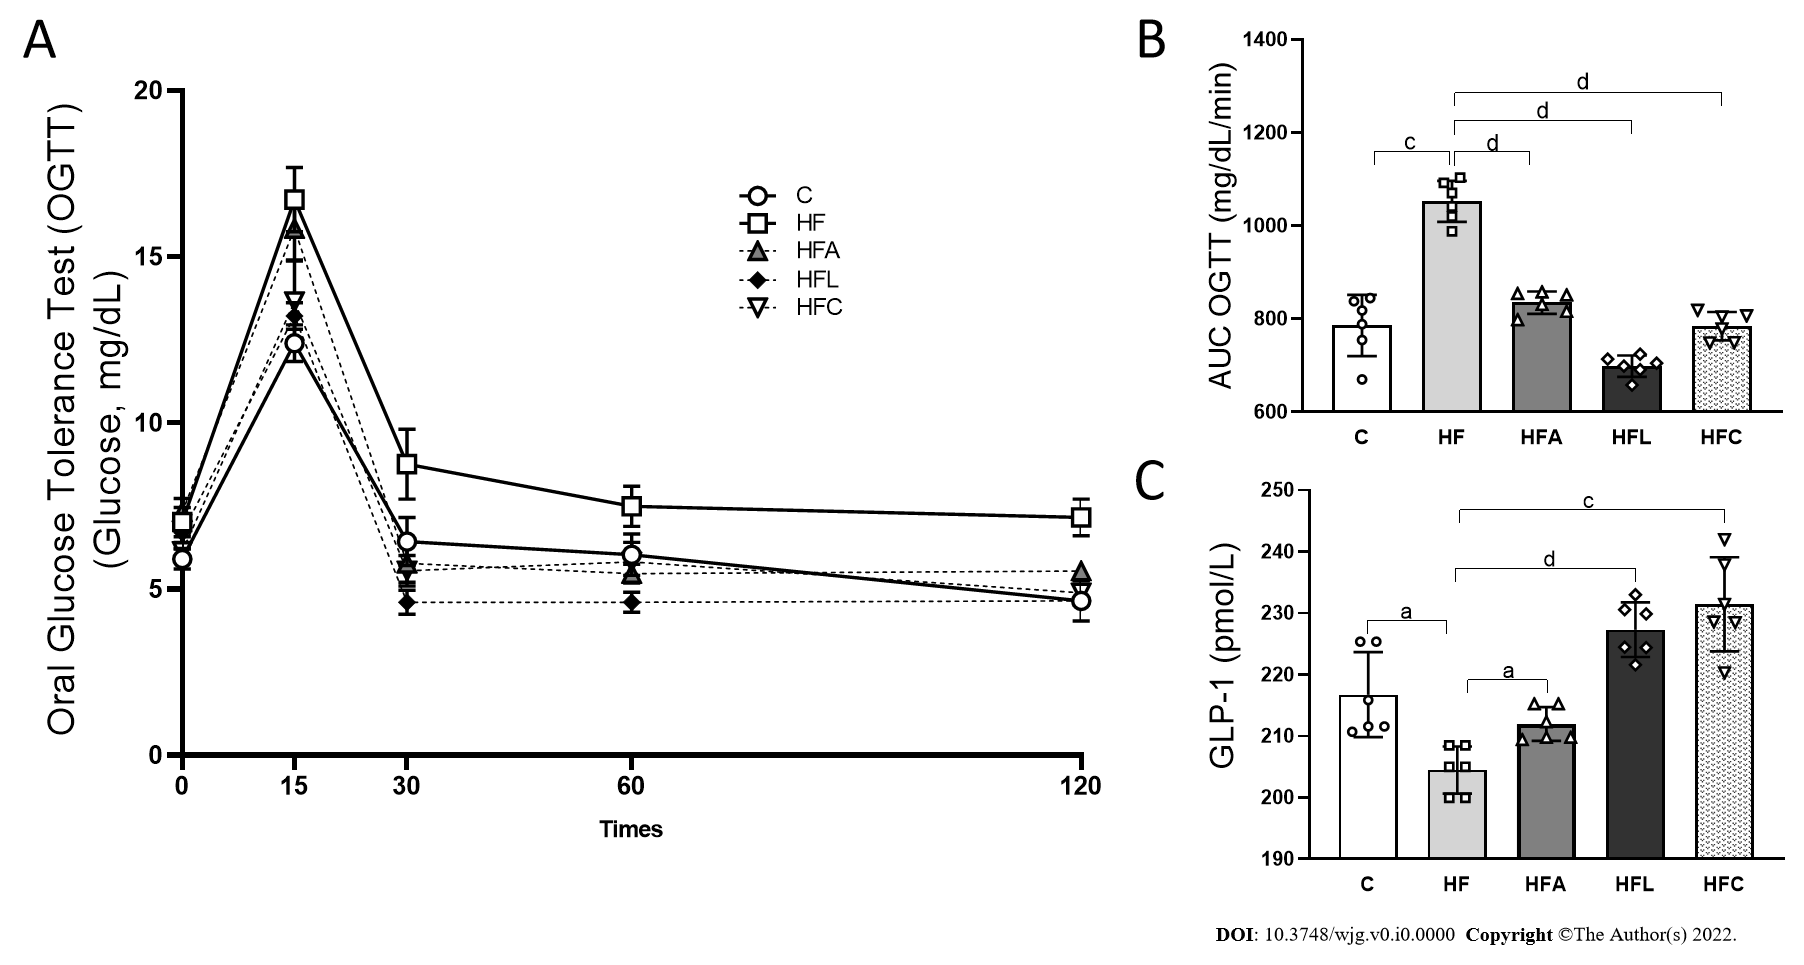 A
Oral Glucose Tolerance Test (OGTT)
(Glucose, mg/dL)
20
15
10
5
0
0 15 30 60 120
Times
C
HF
HFA
HFL
HFC
B
AUC OGTT (mg/dL/min)
1400
1200
1000
800
600
d
d
c d
C HF HFA HFL HFC
C
GLP-1 (pmol/L)
250
240
230
220
210
200
190
c
d
a
a
C HF HFA HFL HFC
DOI: 10.3748/wjg.v0.i0.0000 Copyright ©The Author(s) 2022.